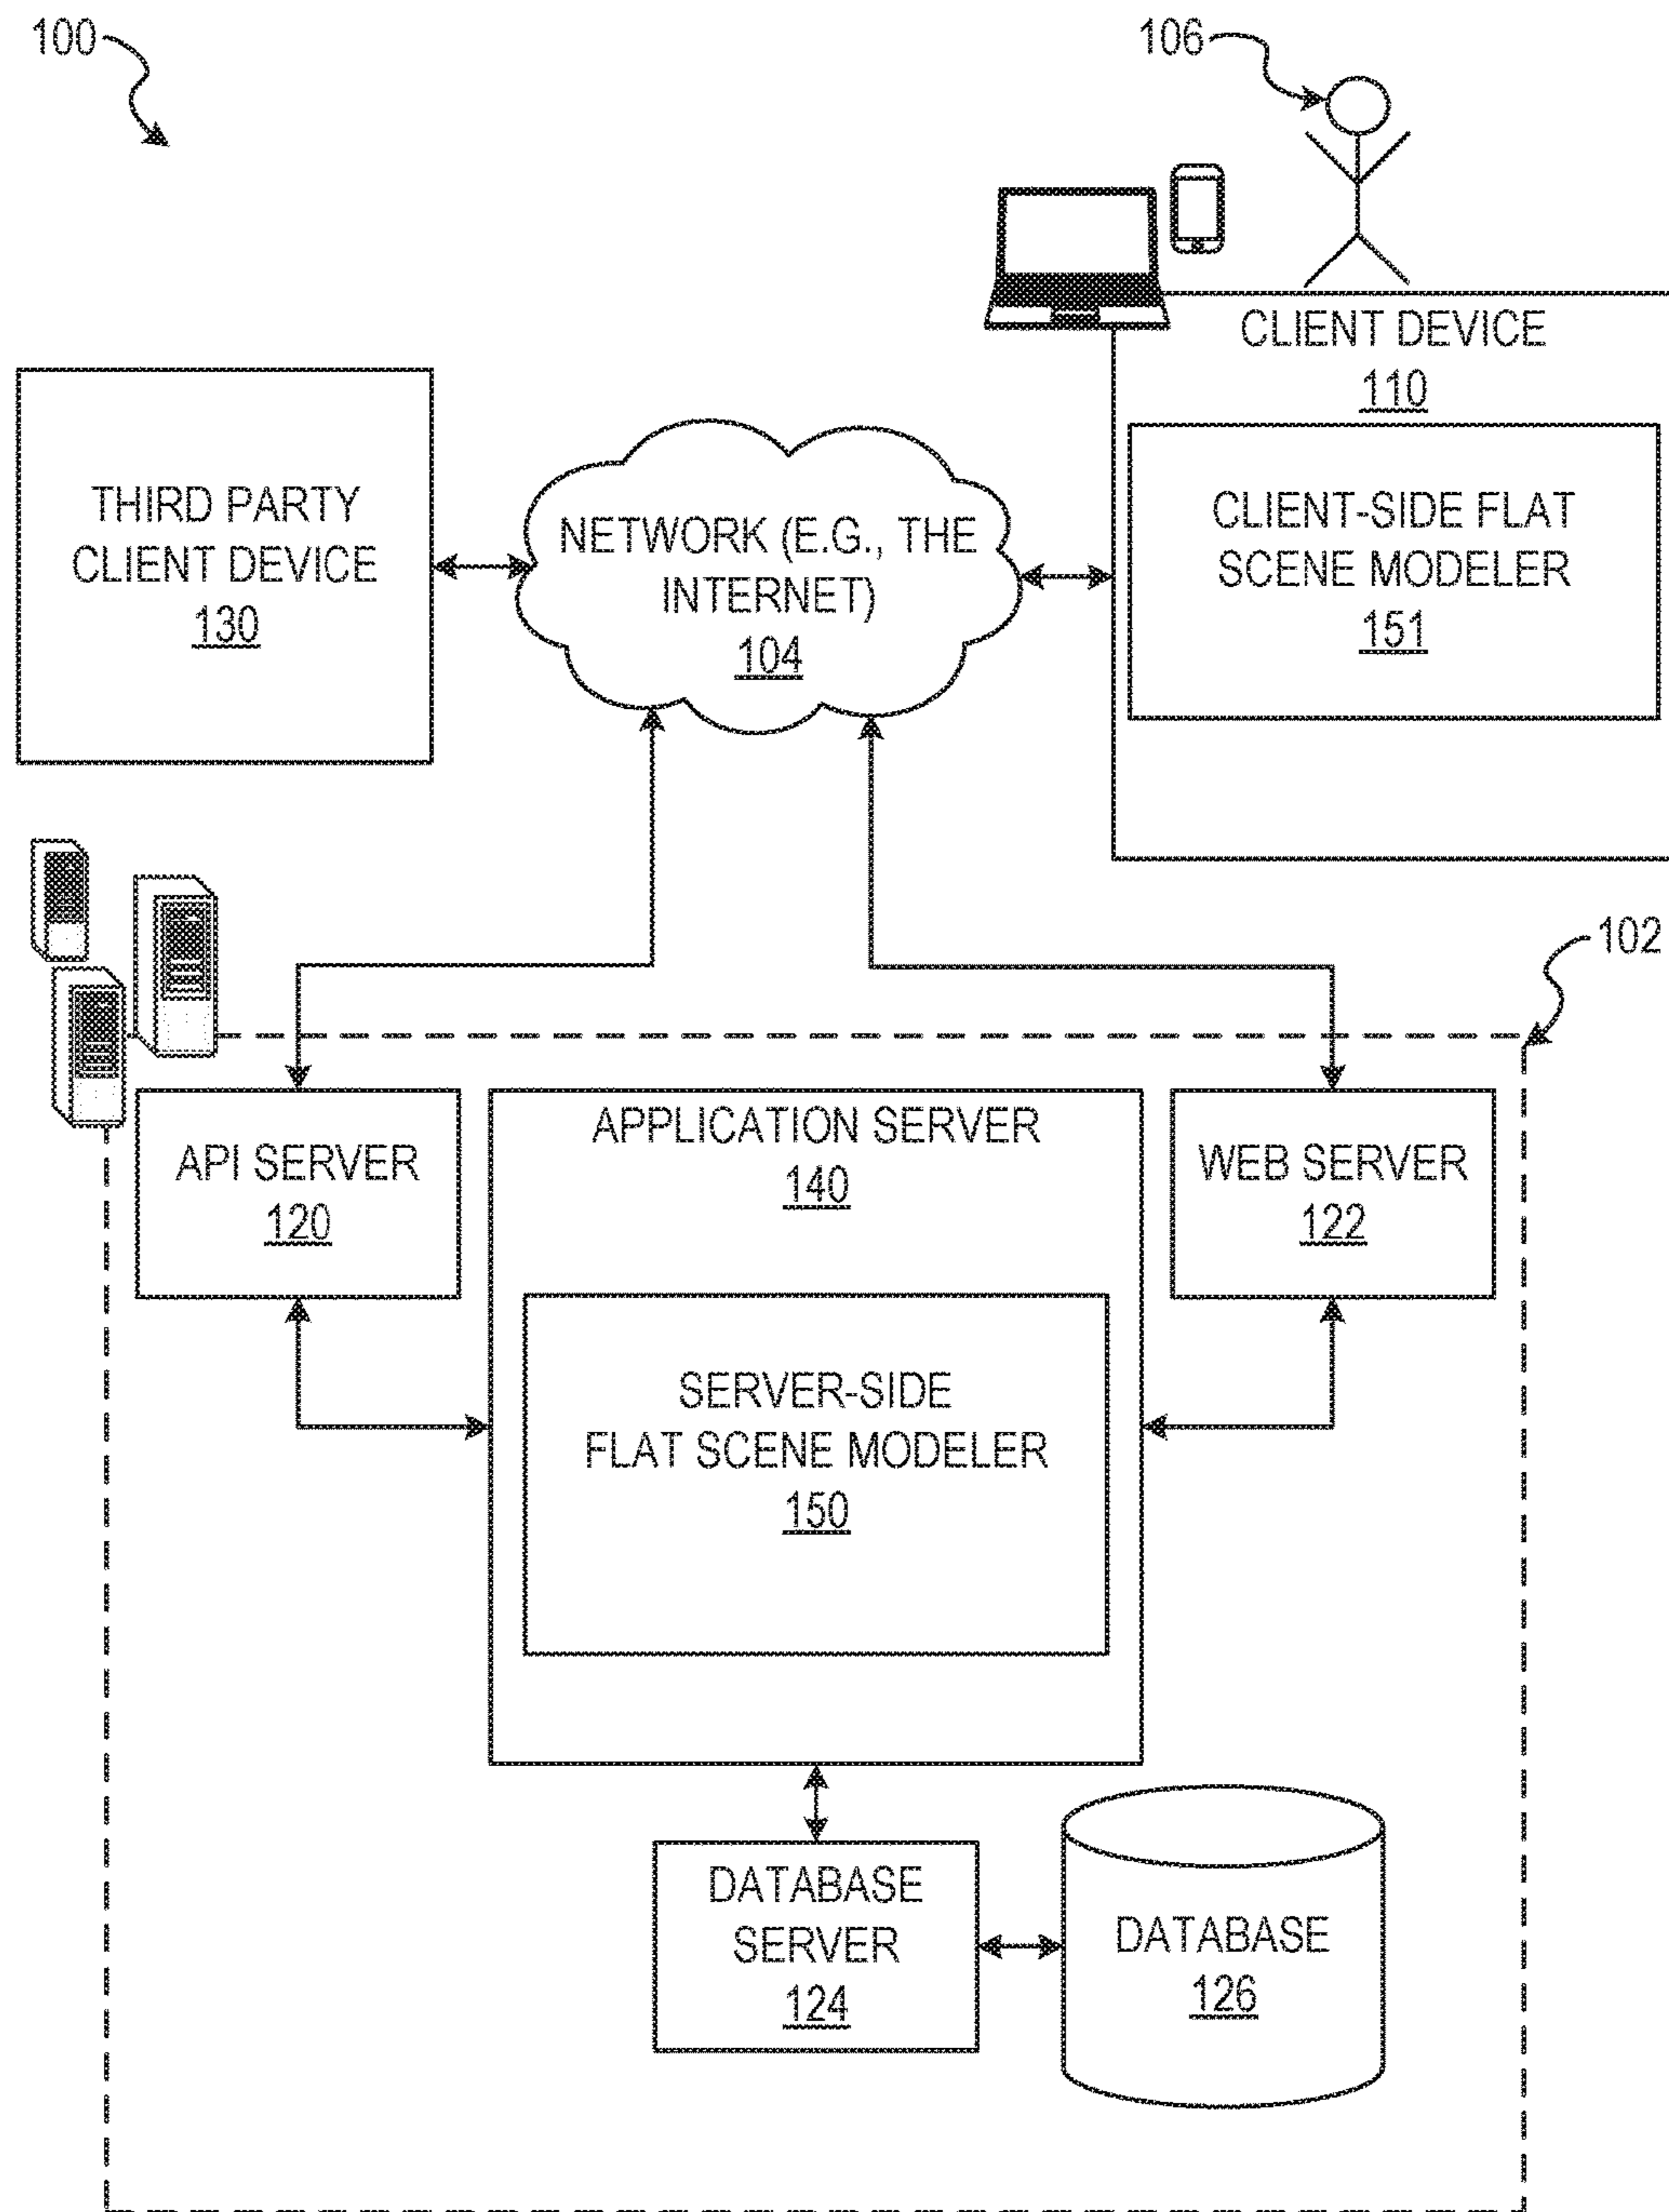 100
106
CLIENT DEVICE
110
THIRD PARTY
CLIENT DEVICE
130
NETWORK (E.G., THE
INTERNET)
104
CLIENT-SIDE FLAT
SCENE MODELER
151
102
API SERVER
120
APPLICATION SERVER
140
WEB SERVER
122
SERVER-SIDE
FLAT SCENE MODELER
150
DATABASE
SERVER
124
DATABASE
126